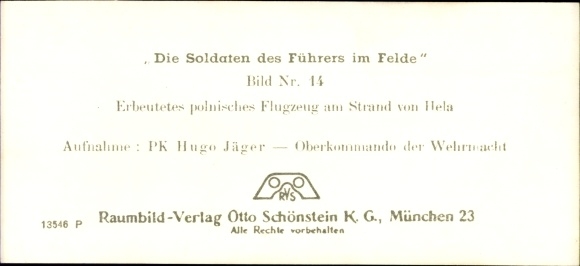 „Die Soldaten des Führers im Felde"
Bild Nr. 14
Erbeutetes polnisches Flugzeug am Strand von Hela
Aufnahme: PK Hugo Jäger — Oberkommando der Wehrmacht
RVS
13546 P
Raumbild-Verlag Otto Schönstein K. G., München 23
Alle Rechte vorbehalten